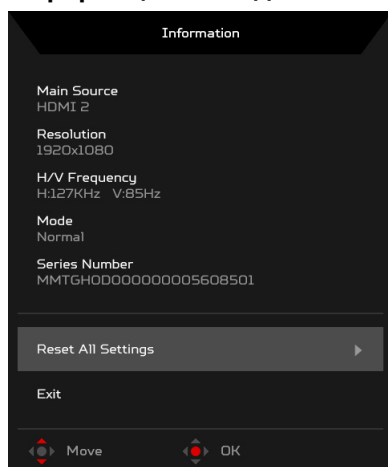 Information
Main Source
HDMI 2
Resolution
1920x1080
H/V Frequency
H:127KHz V:85Hz
Mode
Normal
Series Number
MMTGH0D000000005608501
Reset All Settings
Exit
Move OK